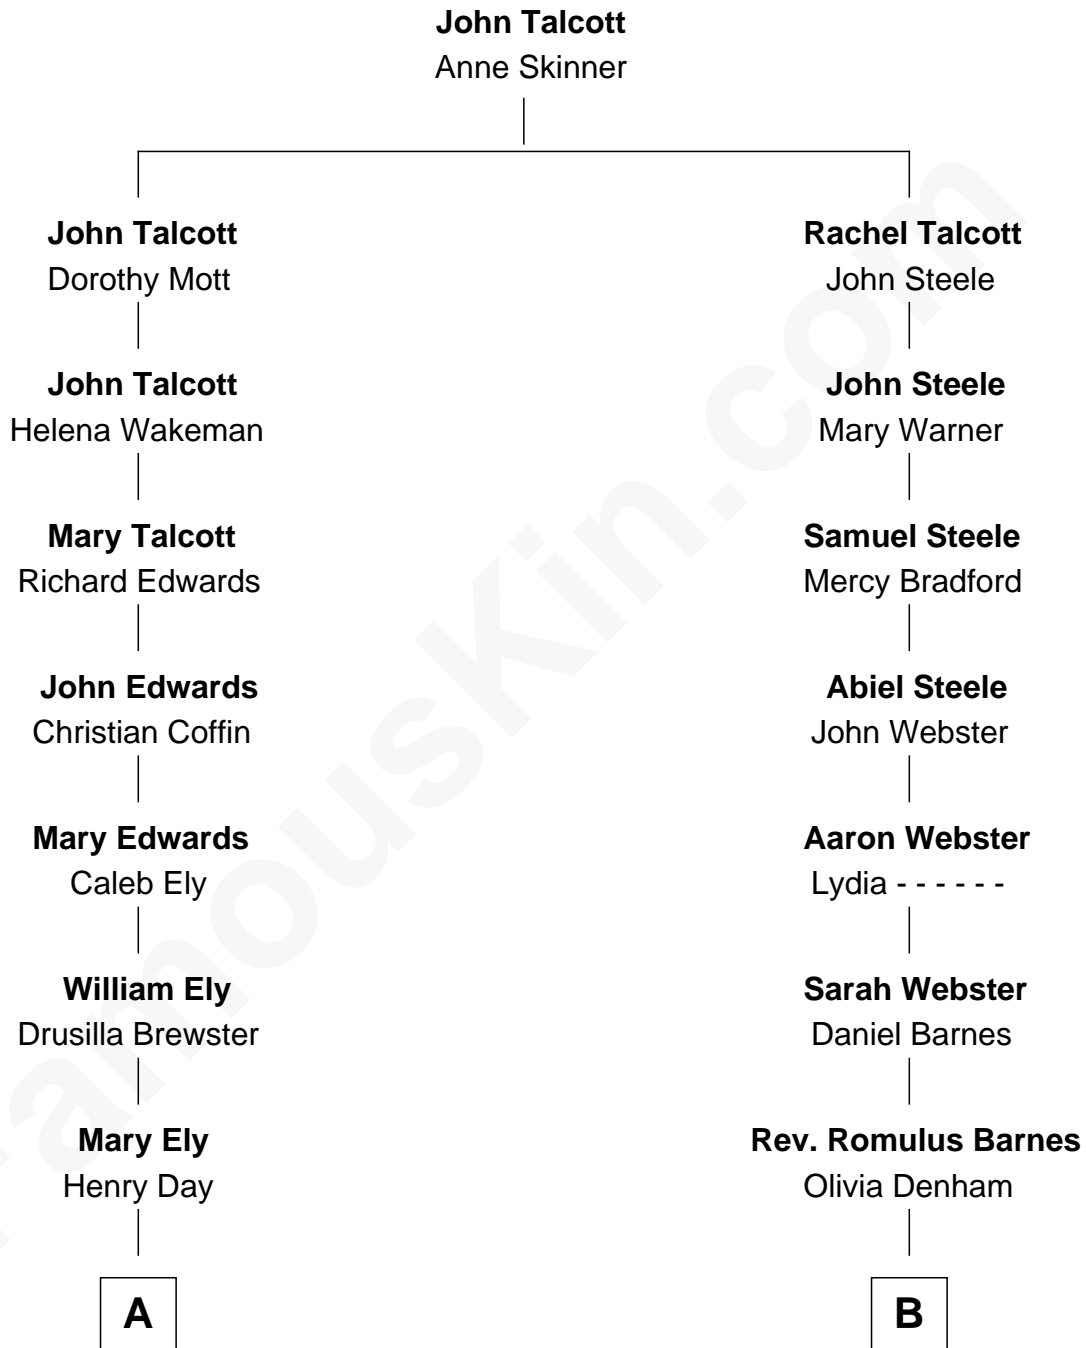 John Talcott
Anne Skinner
John Talcott
Dorothy Mott
Rachel Talcott
John Steele
John Talcott
Helena Wakeman
John Steele
Mary Warner
Mary Talcott
Richard Edwards
Samuel Steele
Mercy Bradford
John Edwards
Christian Coffin
Abiel Steele
John Webster
Mary Edwards
Caleb Ely
Aaron Webster
Lydia - - - - - -
William Ely
Drusilla Brewster
Sarah Webster
Daniel Barnes
Mary Ely
Henry Day
Rev. Romulus Barnes
Olivia Denham
A
B
FamousKin.com